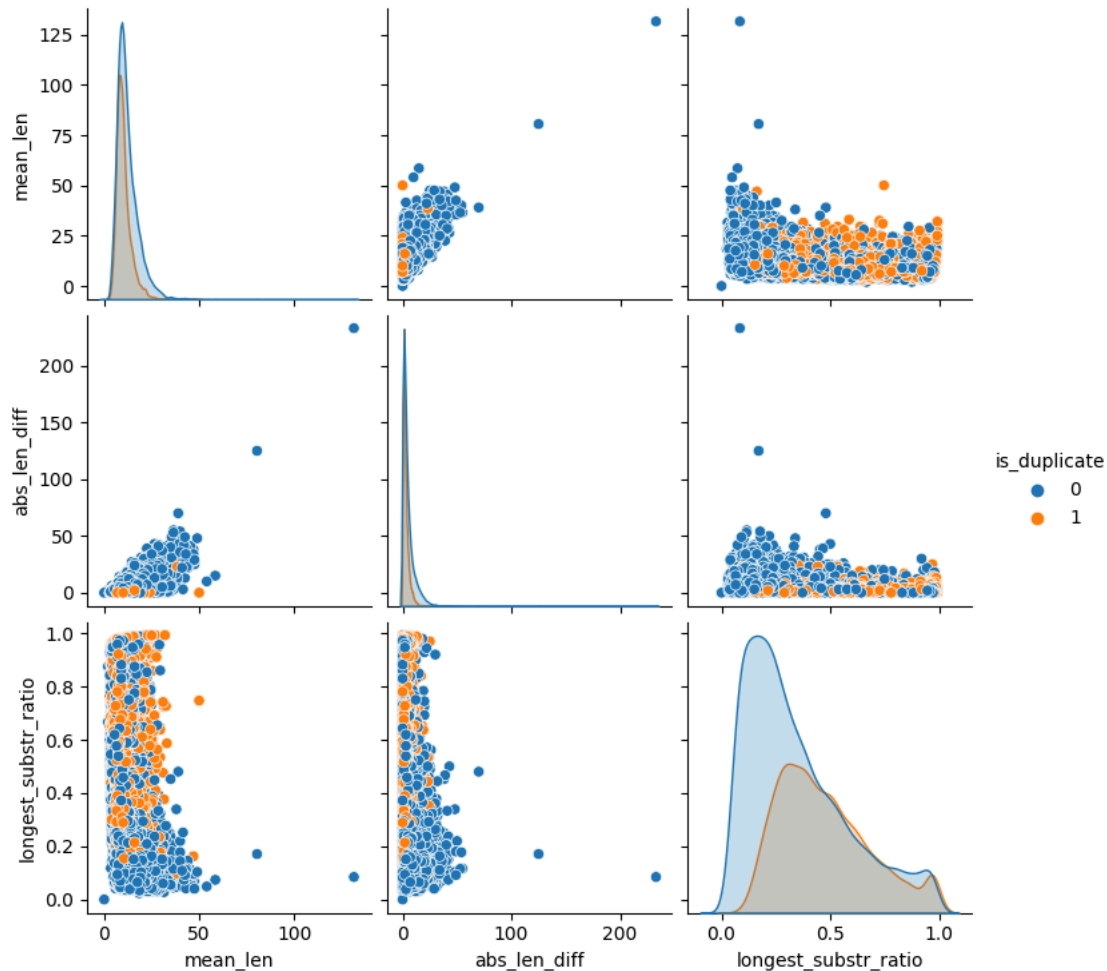 125
100
75
50
25
0
mean_len
200
150
100
50
0
abs_len_diff
is_duplicate
0
1
1.0
0.8
0.6
0.4
0.2
0.0
longest_substr_ratio
0 50 100
mean_len
0 100 200
abs_len_diff
0.0 0.5 1.0
longest_substr_ratio